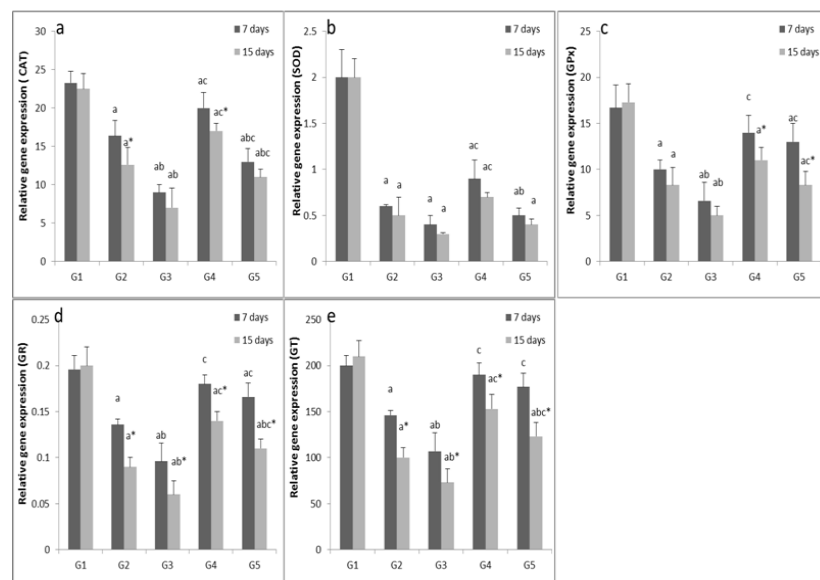 a
Relative gene expression ( CAT)
7 days
15 days
30
25
20
15
10
5
0
a
a*
ab ab
ac
ac*
abc
abc
G1 G2 G3 G4 G5
b
Relative gene expression (SOD)
7 days
15 days
2.5
2
1.5
1
0.5
0
a a
a a
ac
ac
ab a
G1 G2 G3 G4 G5
c
Relative gene expression (GPx)
7 days
15 days
25
20
15
10
5
0
a a
ab ab
c
a*
ac
ac*
G1 G2 G3 G4 G5
d
Relative gene expression (GR)
7 days
15 days
0.25
0.2
0.15
0.1
0.05
0
a
a*
ab
ab*
c
ac*
ac
abc*
G1 G2 G3 G4 G5
e
Relative gene expression (GT)
7 days
15 days
250
200
150
100
50
0
a
a*
ab
ab*
c
ac*
c
abc*
G1 G2 G3 G4 G5